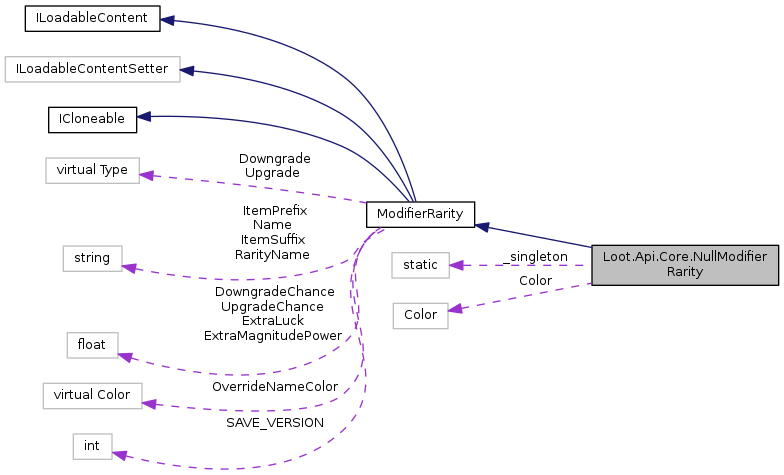 ILoadableContent
ILoadableContentSetter
ICloneable
virtual Type
Downgrade
Upgrade
ModifierRarity
ItemPrefix
Name
ItemSuffix
RarityName
string
static
_singleton
Loot.Api.Core.NullModifier
Rarity
Color
Color
DowngradeChance
UpgradeChance
ExtraLuck
ExtraMagnitudePower
float
OverrideNameColor
virtual Color
SAVE_VERSION
int